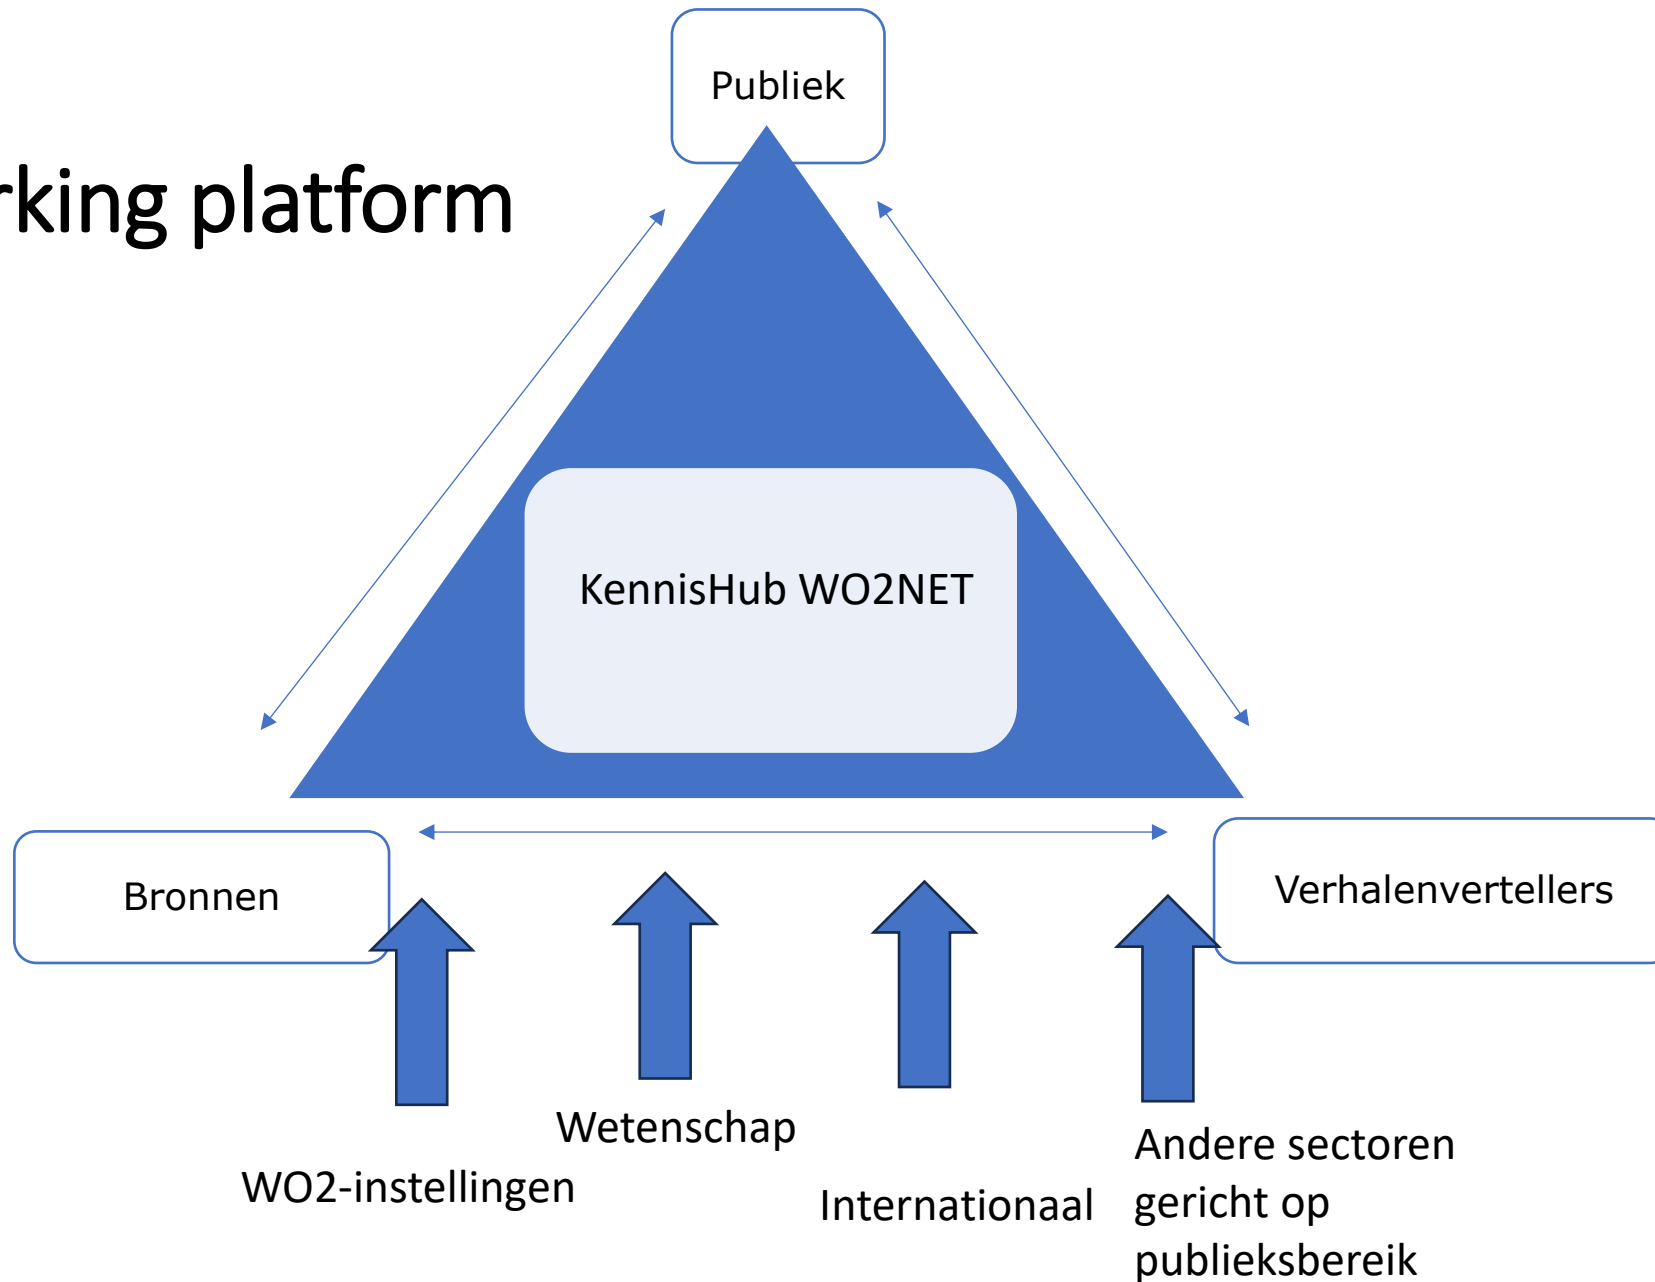 Publiek
rking platform
KennisHub WO2NET
Bronnen
Verhalenvertellers
Wetenschap
WO2-instellingen
Internationaal
Andere sectoren
gericht op
publieksbereik